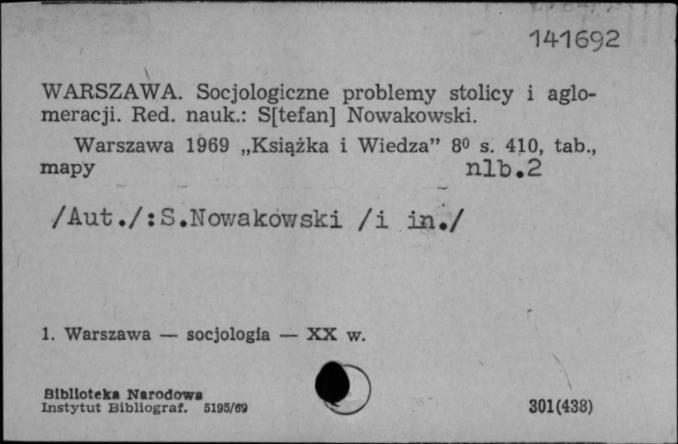 141692
WARSZAWA. Socjologiczne problemy stolicy i aglo-
meracji. Red. nauk.: S[tefan] Nowakowski.
Warszawa 1969 „Książka i Wiedza” 8⁰ s. 410, tab.,
mapy nlb.2
/Aut./:S.Nowakowski /i in./
1. Warszawa — socjologia — XX w.
Biblioteka Narodowa
Instytut Bibliograf. 5195/69 301(438)